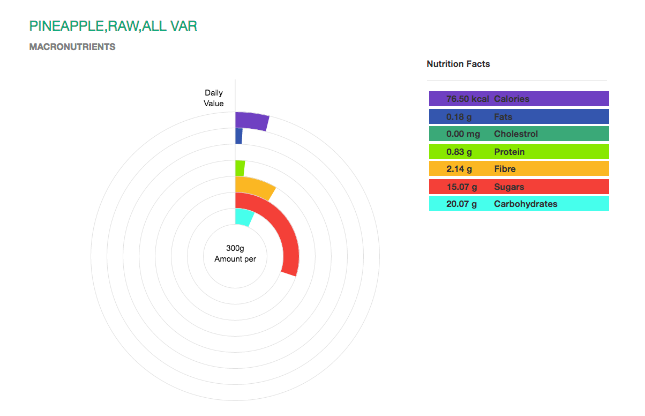 PINEAPPLE,RAW,ALL VAR
MACRONUTRIENTS
Nutrition Facts
Daily
Value
76.50 kcal Calories
0.18 g Fats
0.00 mg Cholestrol
0.83 g Protein
2.14 g Fibre
15.07 g Sugars
20.07 g Carbohydrates
300g
Amount per